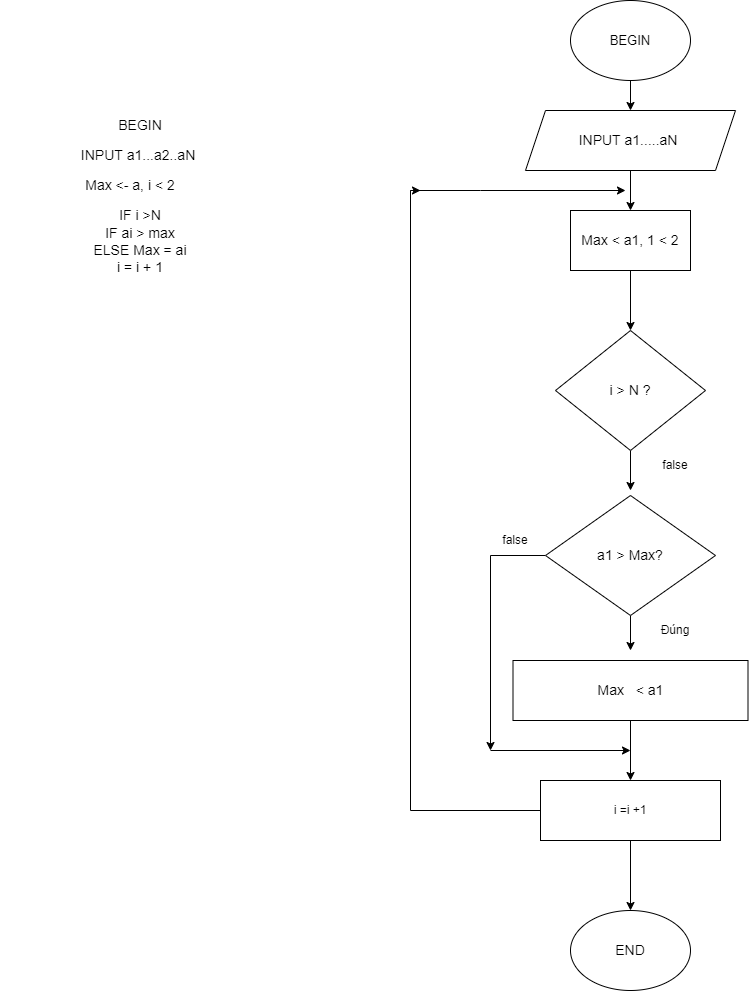 BEGIN
INPUT a1...a2..aN
Max <- a, i < 2
IF i >N
IF ai > max
ELSE Max = ai
i = i + 1
BEGIN
INPUT a1.....aN
Max < a1, 1 < 2
i > N ?
false
a1 > Max?
false
Đúng
Max   < a1
i =i +1
END